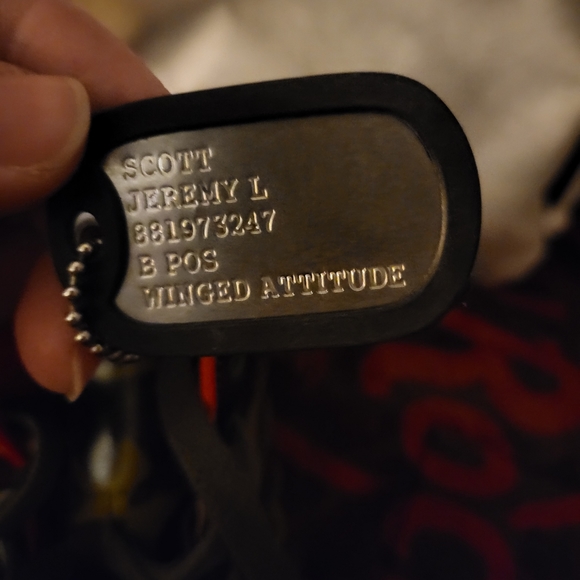 SCOTT
JEREMY L
881973247
B POS
WINGED ATTITUDE